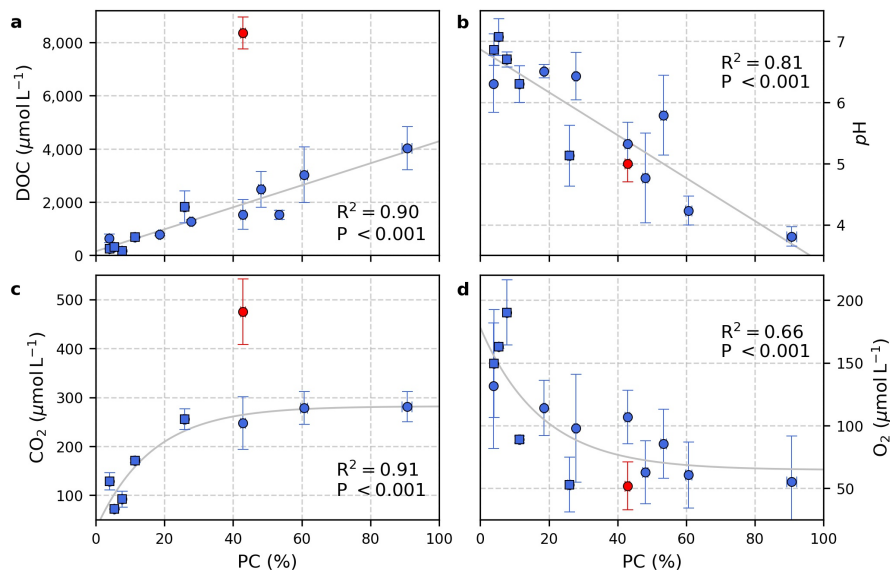 a
8,000
6,000
4,000
2,000
0
DOC (μmol L⁻¹)
R² = 0.90
P < 0.001
b
7
6
5
4
pH
R² = 0.81
P < 0.001
c
500
400
300
200
100
CO₂ (μmol L⁻¹)
R² = 0.91
P < 0.001
0 20 40 60 80 100
PC (%)
d
200
150
100
50
O₂ (μmol L⁻¹)
R² = 0.66
P < 0.001
0 20 40 60 80 100
PC (%)